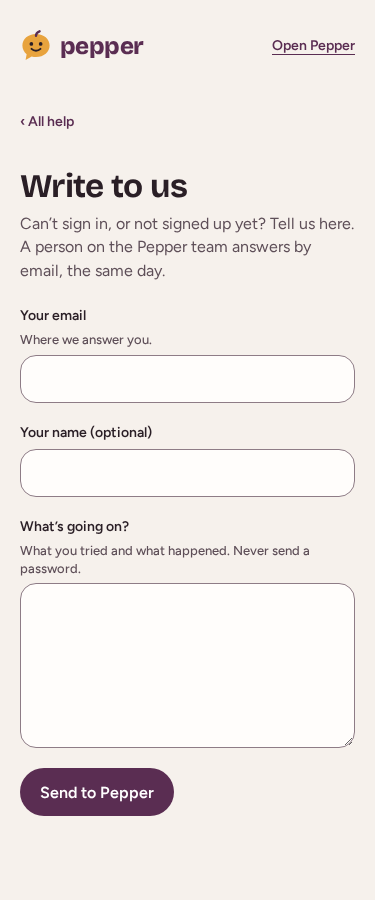 pepper
Open Pepper
‹ All help
Write to us
Can’t sign in, or not signed up yet? Tell us here.
A person on the Pepper team answers by
email, the same day.
Your email
Where we answer you.
Your name (optional)
What’s going on?
What you tried and what happened. Never send a
password.
Send to Pepper